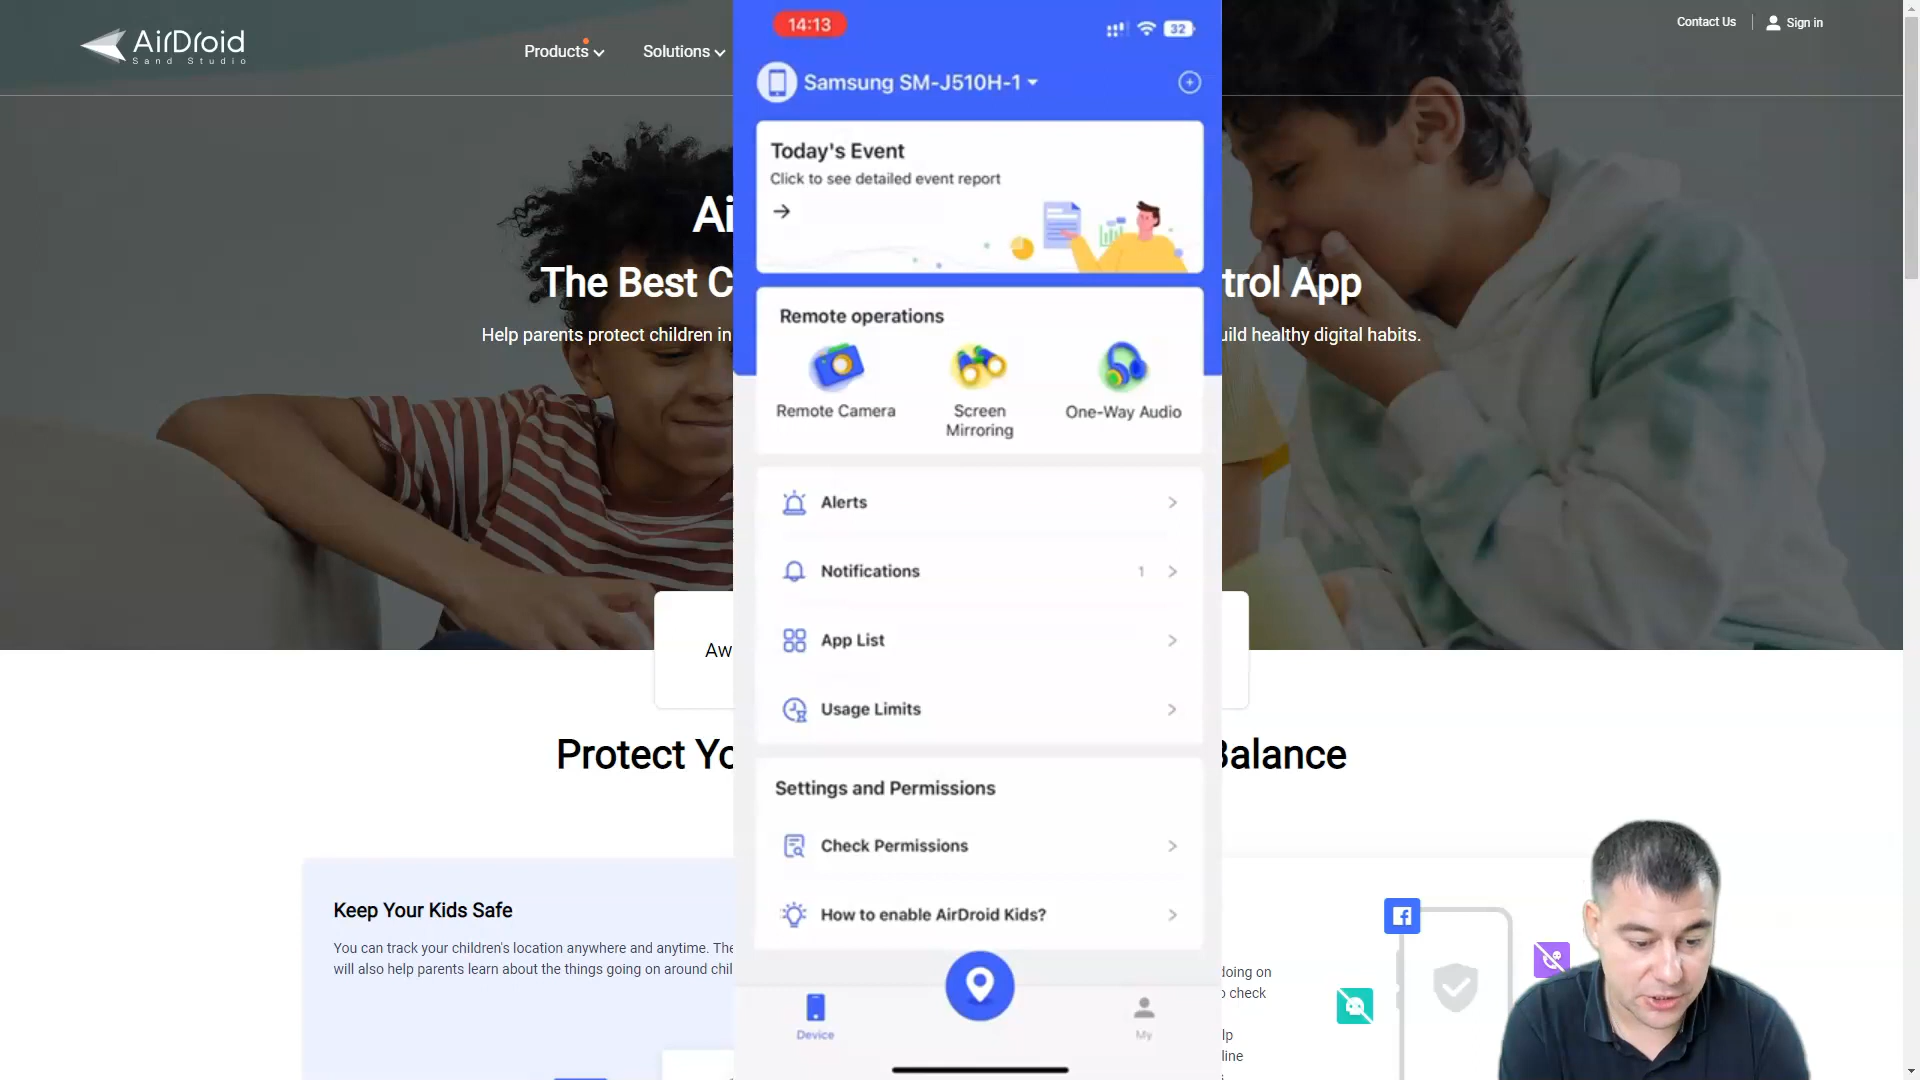 AirDroid
Sand Studio
Products
Solutions
Contact Us
Sign in
14:13
32
Samsung SM-J510H-1
Today's Event
Click to see detailed event report
Remote operations
Remote Camera
Screen
Mirroring
One-Way Audio
Alerts
Notifications 1
App List
Usage Limits
Settings and Permissions
Check Permissions
How to enable AirDroid Kids?
Device
My
Ai
The Best C
trol App
Help parents protect children in
uild healthy digital habits.
Aw
Protect Yo
Balance
Keep Your Kids Safe
You can track your children's location anywhere and anytime. The
will also help parents learn about the things going on around chil
doing on
o check
lp
line